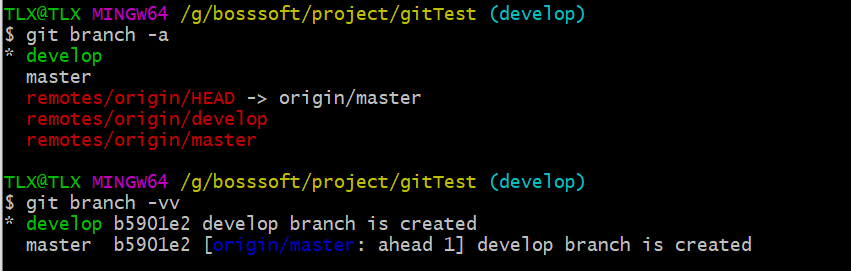 TLX@TLX MINGW64 /g/bosssoft/project/gitTest (develop)
$ git branch -a
* develop
  master
  remotes/origin/HEAD -> origin/master
  remotes/origin/develop
  remotes/origin/master

TLX@TLX MINGW64 /g/bosssoft/project/gitTest (develop)
$ git branch -vv
* develop b5901e2 develop branch is created
  master  b5901e2 [origin/master: ahead 1] develop branch is created